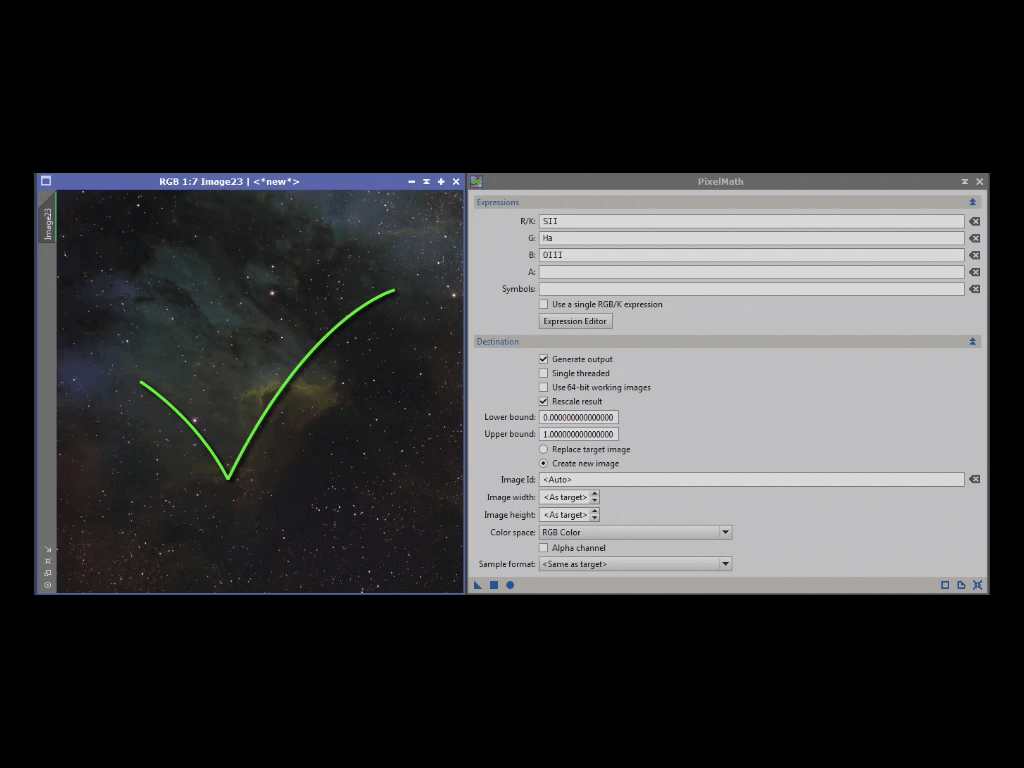 RGB 1:7 Image23 | <*new*>
Image23
PixelMath
Expressions
R/K: SII
G: Ha
B: OIII
A:
Symbols:
Use a single RGB/K expression
Expression Editor
Destination
Generate output
Single threaded
Use 64-bit working images
Rescale result
Lower bound: 0.000000000000000
Upper bound: 1.000000000000000
Replace target image
Create new image
Image Id: <Auto>
Image width: <As target>
Image height: <As target>
Color space: RGB Color
Alpha channel
Sample format: <Same as target>